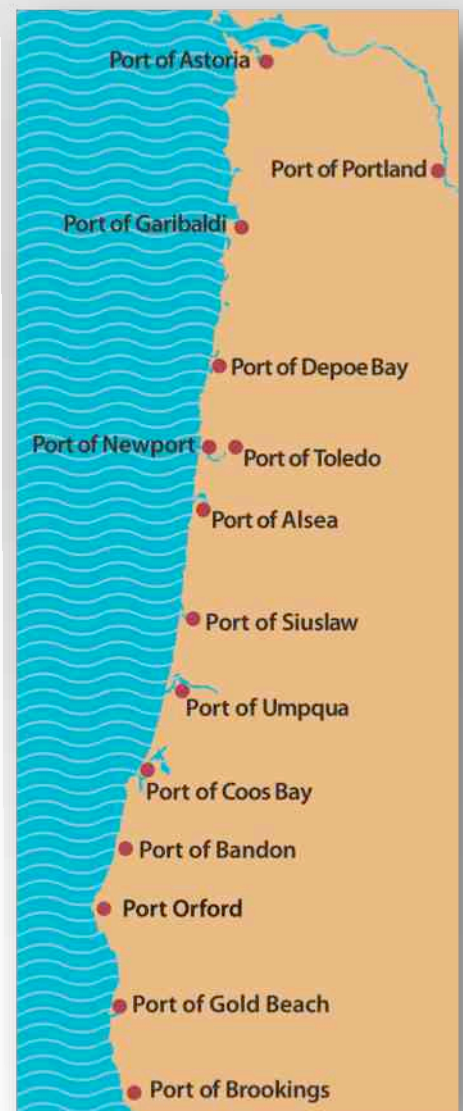 Port of Astoria
Port of Portland
Port of Garibaldi
Port of Depoe Bay
Port of Newport
Port of Toledo
Port of Alsea
Port of Siuslaw
Port of Umpqua
Port of Coos Bay
Port of Bandon
Port Orford
Port of Gold Beach
Port of Brookings